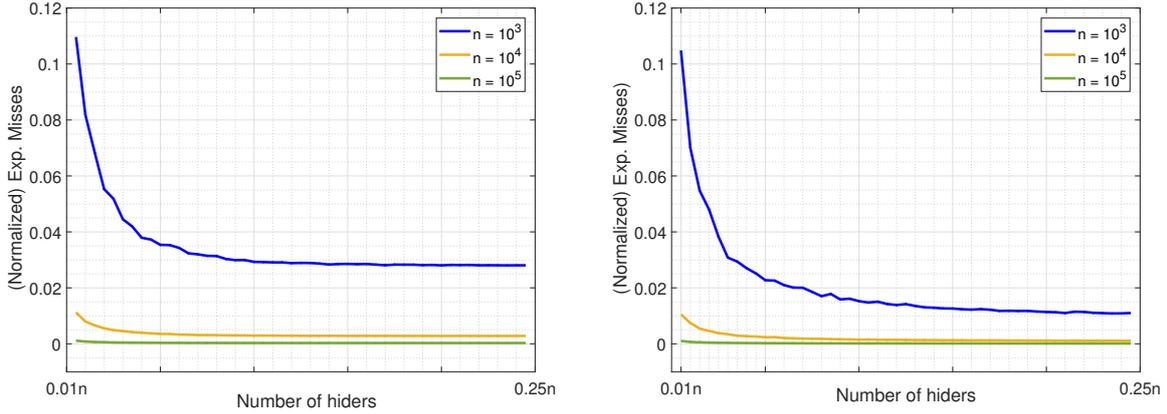 0.12
0.1
0.08
0.06
0.04
0.02
0
(Normalized) Exp. Misses
0.01n
0.25n
Number of hiders
n = 10³
n = 10⁴
n = 10⁵
0.12
0.1
0.08
0.06
0.04
0.02
0
(Normalized) Exp. Misses)
0.01n
0.25n
Number of hiders
n = 10³
n = 10⁴
n = 10⁵